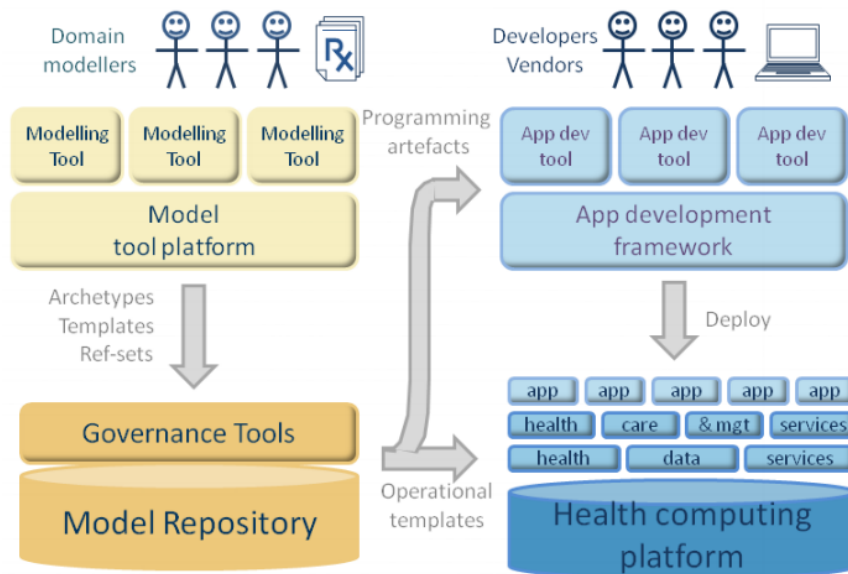 Domain
modellers
Rx
Developers
Vendors
Modelling
Tool
Modelling
Tool
Modelling
Tool
Model
tool platform
Programming
artefacts
App dev
tool
App dev
tool
App dev
tool
App development
framework
Archetypes
Templates
Ref-sets
Deploy
Governance Tools
Model Repository
Operational
templates
app app app app app
health care & mgt services
health data services
Health computing
platform